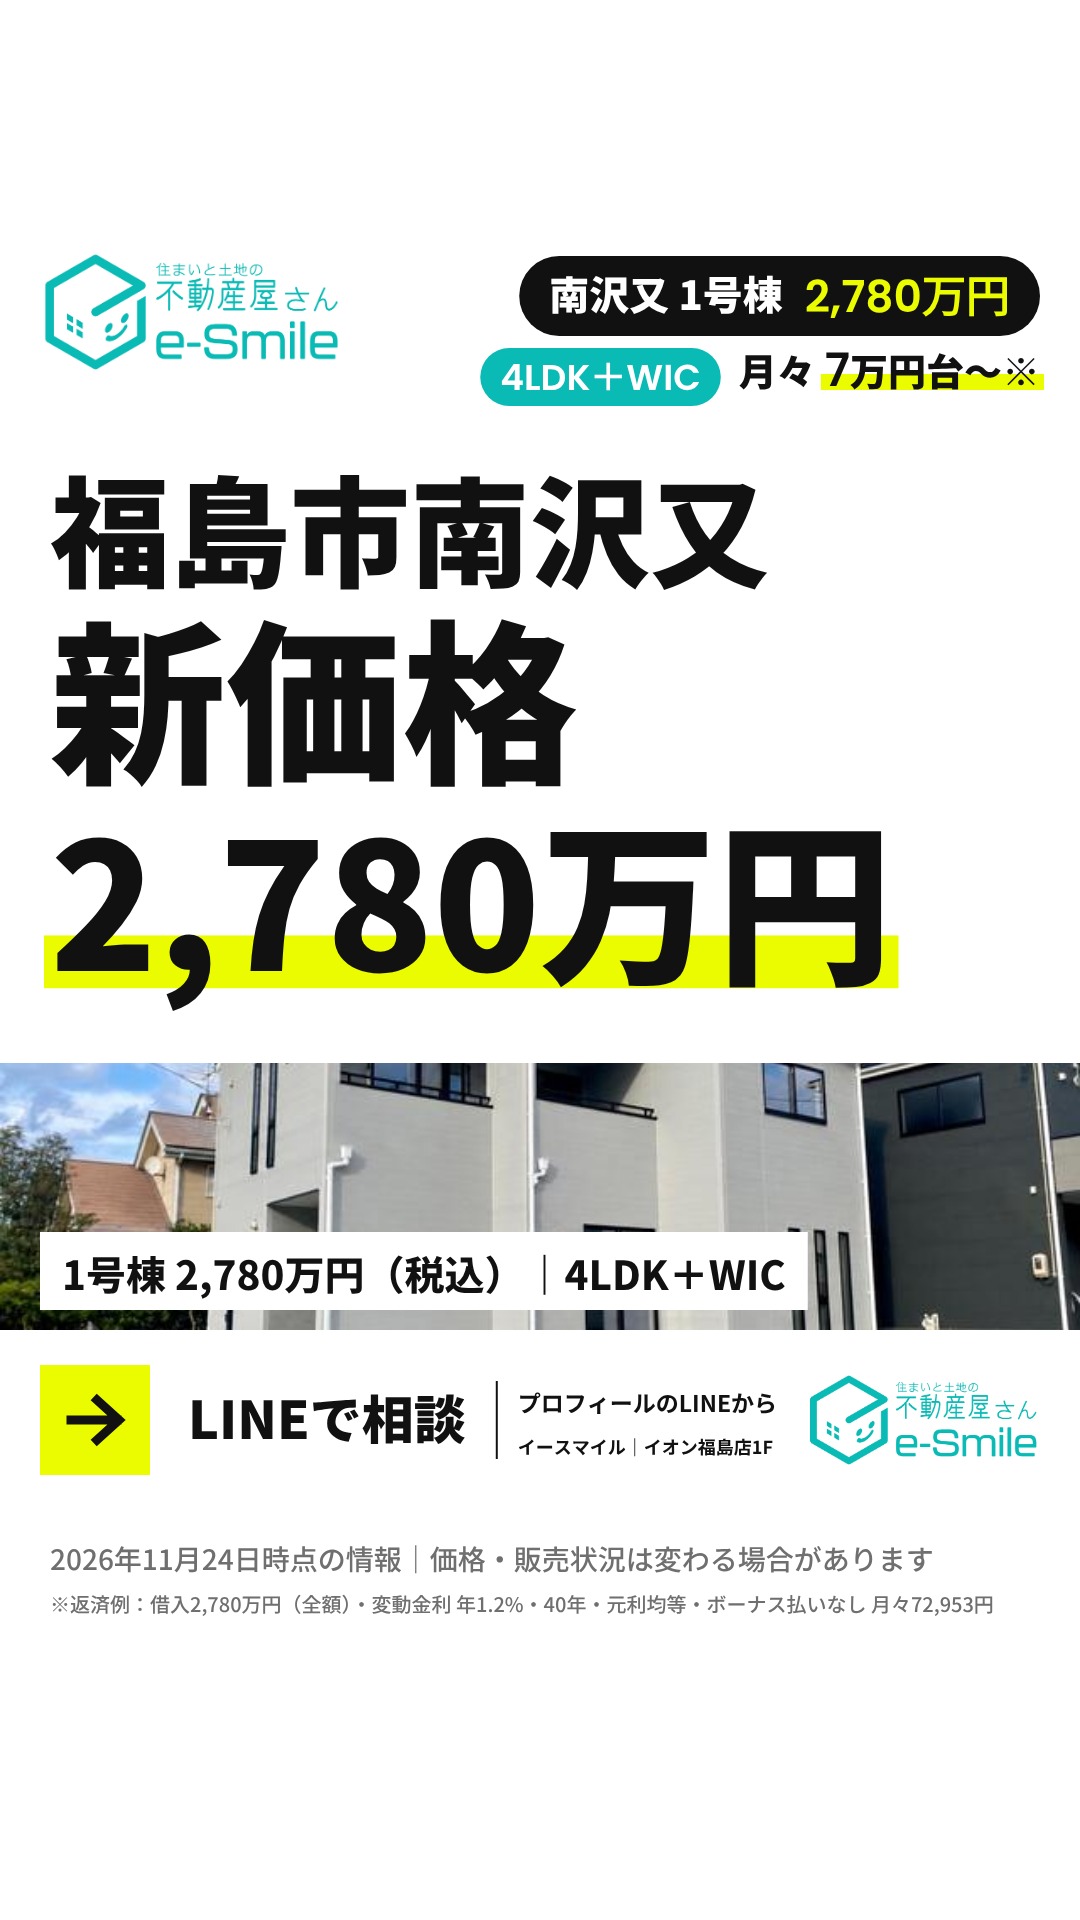 住まいと土地の
不動産屋さん
e-Smile
南沢又 1号棟 2,780万円
4LDK＋WIC 月々 7万円台〜※
福島市南沢又
新価格
2,780万円
1号棟 2,780万円（税込）｜4LDK＋WIC
LINEで相談
プロフィールのLINEから
イースマイル｜イオン福島店1F
住まいと土地の
不動産屋さん
e-Smile
2026年11月24日時点の情報｜価格・販売状況は変わる場合があります
※返済例：借入2,780万円（全額）・変動金利 年1.2%・40年・元利均等・ボーナス払いなし 月々72,953円